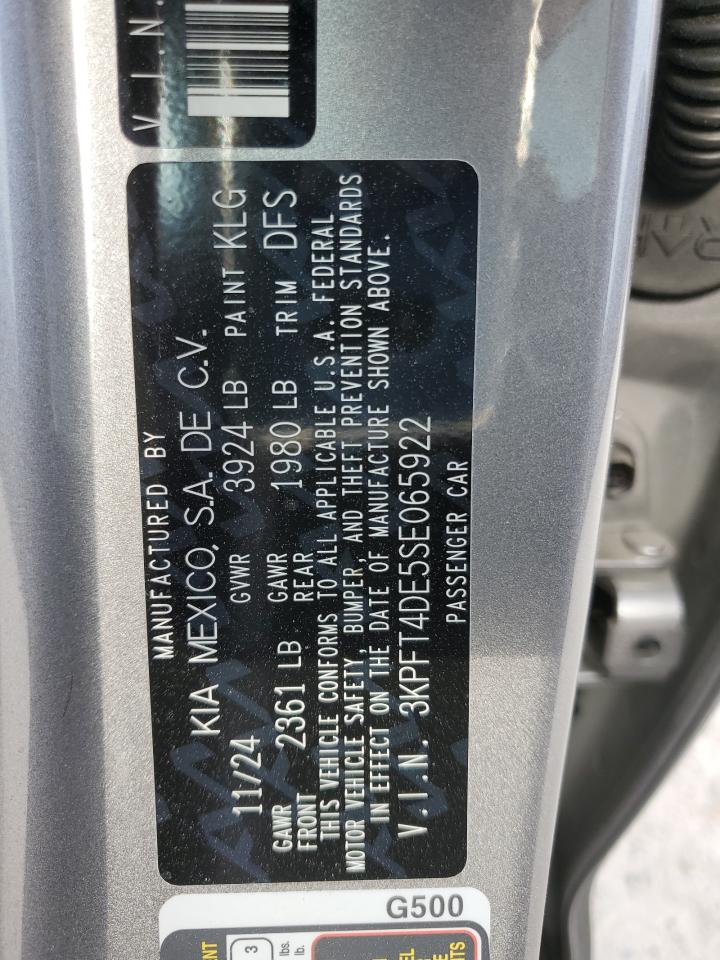 V.I.N.
MANUFACTURED BY
KIA MEXICO, S.A. DE C.V.
11/24 GVWR 3924 LB PAINT KLG
GAWR FRONT 2361 LB GAWR REAR 1980 LB TRIM DFS
THIS VEHICLE CONFORMS TO ALL APPLICABLE U.S.A. FEDERAL
MOTOR VEHICLE SAFETY, BUMPER, AND THEFT PREVENTION STANDARDS
IN EFFECT ON THE DATE OF MANUFACTURE SHOWN ABOVE.
V.I.N. 3KPFT4DE5SE065922
PASSENGER CAR
G500
3
lbs.
lb.